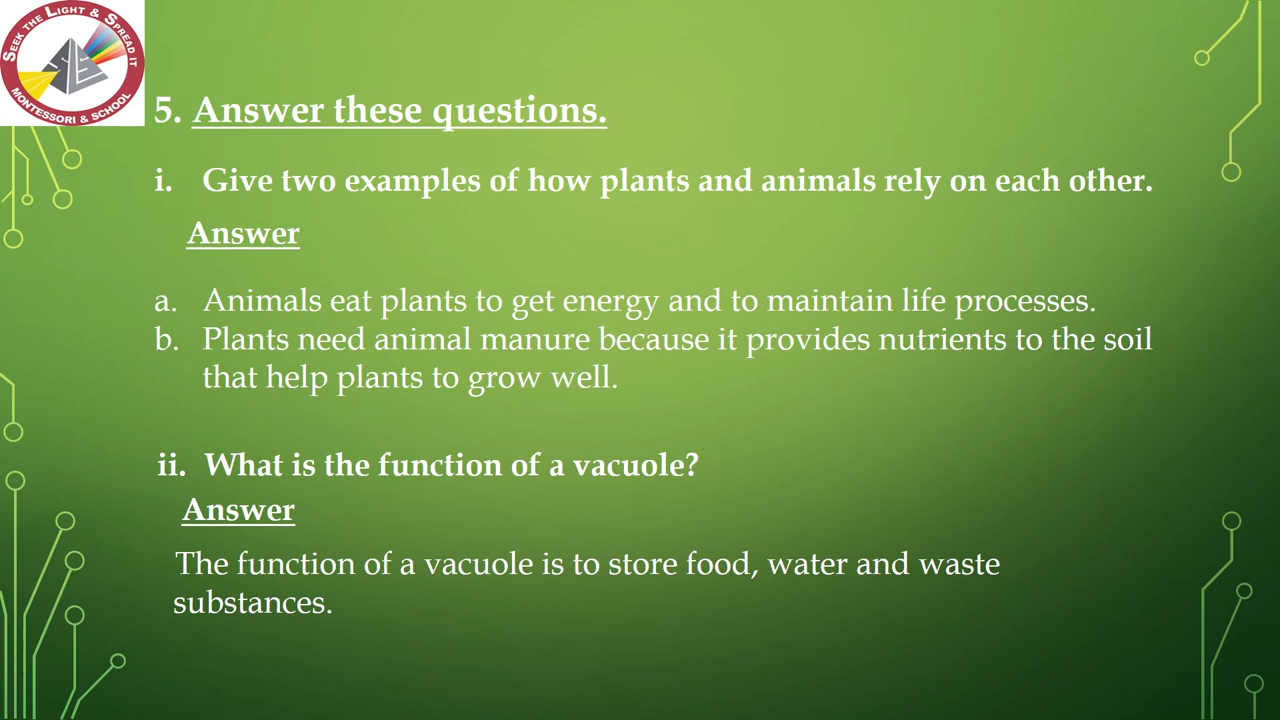 SEEK THE LIGHT & SPREAD IT
MONTESSORI & SCHOOL
5. Answer these questions.
i. Give two examples of how plants and animals rely on each other.
Answer
a. Animals eat plants to get energy and to maintain life processes.
b. Plants need animal manure because it provides nutrients to the soil
that help plants to grow well.
ii. What is the function of a vacuole?
Answer
The function of a vacuole is to store food, water and waste
substances.